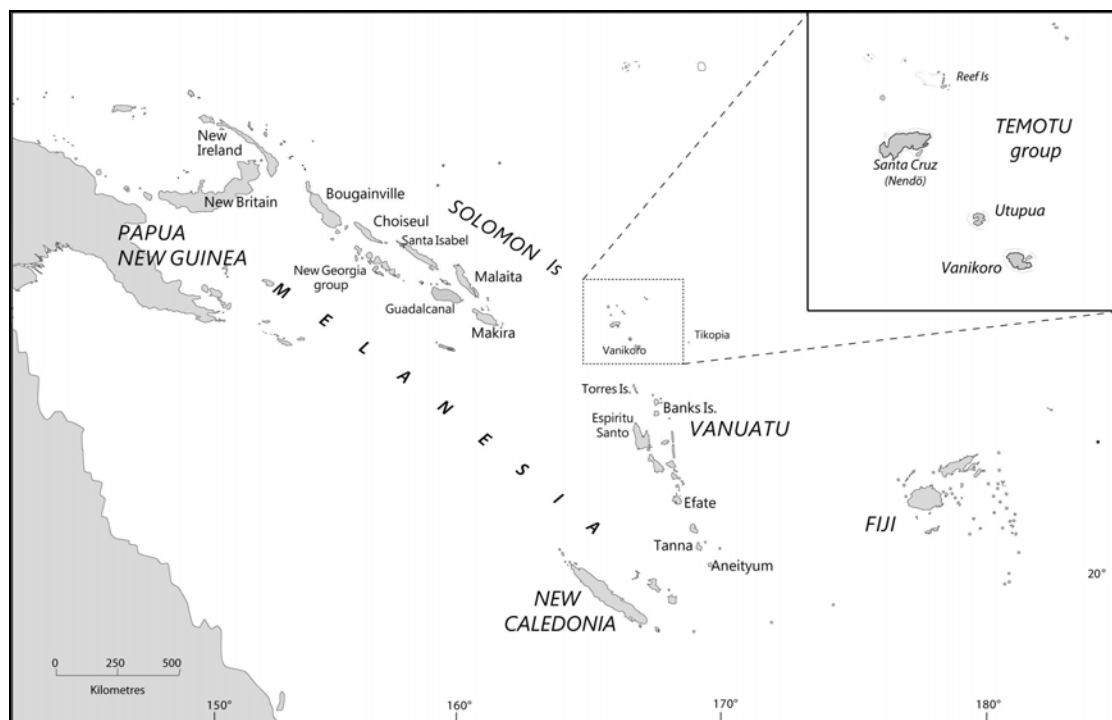 Reef Is
TEMOTU
group
Santa Cruz
(Nendö)
Utupua
Vanikoro
New
Ireland
New Britain
Bougainville
Choiseul
Santa Isabel
SOLOMON Is
PAPUA
NEW GUINEA
New Georgia
group
Malaita
Guadalcanal
Makira
MELANESIA
Vanikoro
Tikopia
Torres Is.
Banks Is.
Espiritu
Santo
VANUATU
Efate
FIJI
Tanna
Aneityum
20°
NEW
CALEDONIA
0 250 500
Kilometres
150° 160° 170° 180°